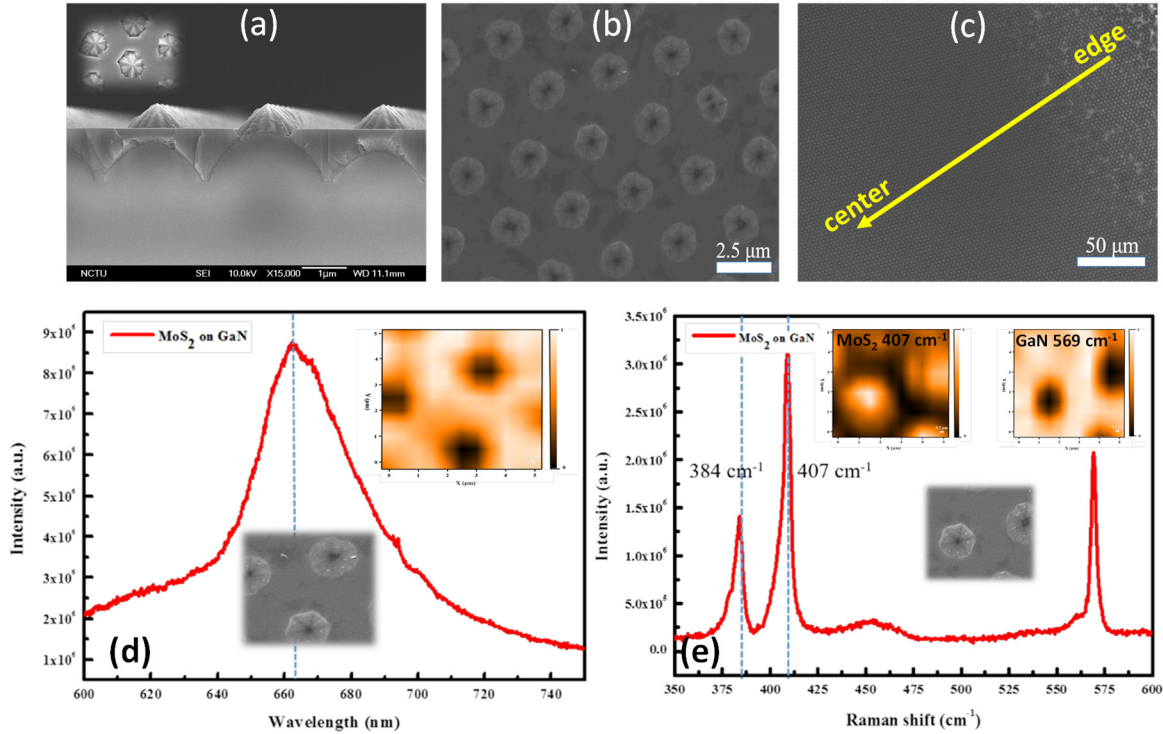 (a)
NCTU SEI 10.0kV X15,000 1µm WD 11.1mm
(b)
2.5 µm
(c)
edge
center
50 µm
MoS2 on GaN
9x10⁶
8x10⁶
7x10⁶
6x10⁶
5x10⁶
4x10⁶
3x10⁶
2x10⁶
1x10⁶
Intensity (a.u.)
X (µm)
(d)
600 620 640 660 680 700 720 740
Wavelength (nm)
MoS2 on GaN
MoS2 407 cm⁻¹
GaN 569 cm⁻¹
3.5x10⁶
3.0x10⁶
2.5x10⁶
2.0x10⁶
1.5x10⁶
1.0x10⁶
5.0x10⁵
0.0
Intensity (a.u.)
384 cm⁻¹
407 cm⁻¹
(e)
350 375 400 425 450 475 500 525 550 575 600
Raman shift (cm⁻¹)